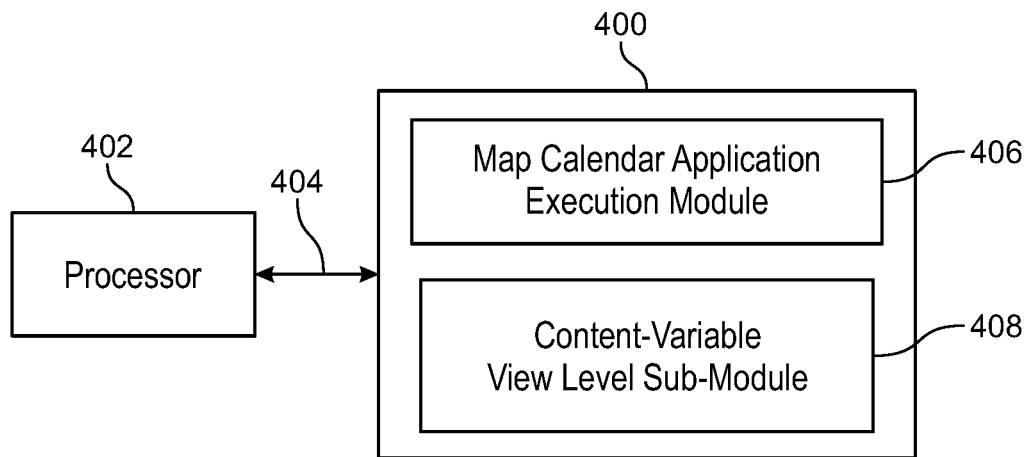 400
402
404
Processor
Map Calendar Application
Execution Module
406
Content-Variable
View Level Sub-Module
408